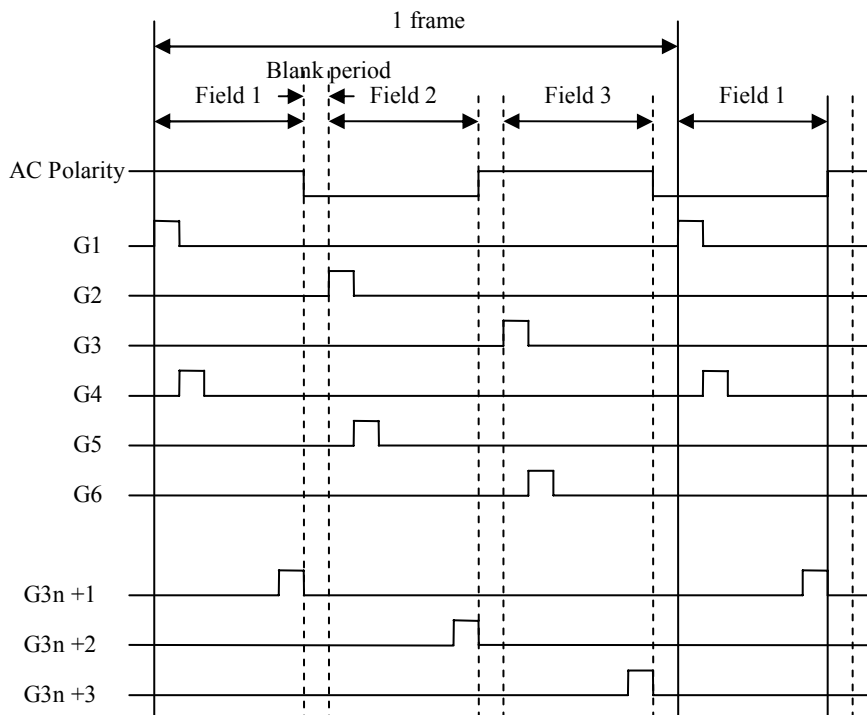 1 frame
Blank period
Field 1 Field 2 Field 3 Field 1
AC Polarity
G1
G2
G3
G4
G5
G6
G3n +1
G3n +2
G3n +3